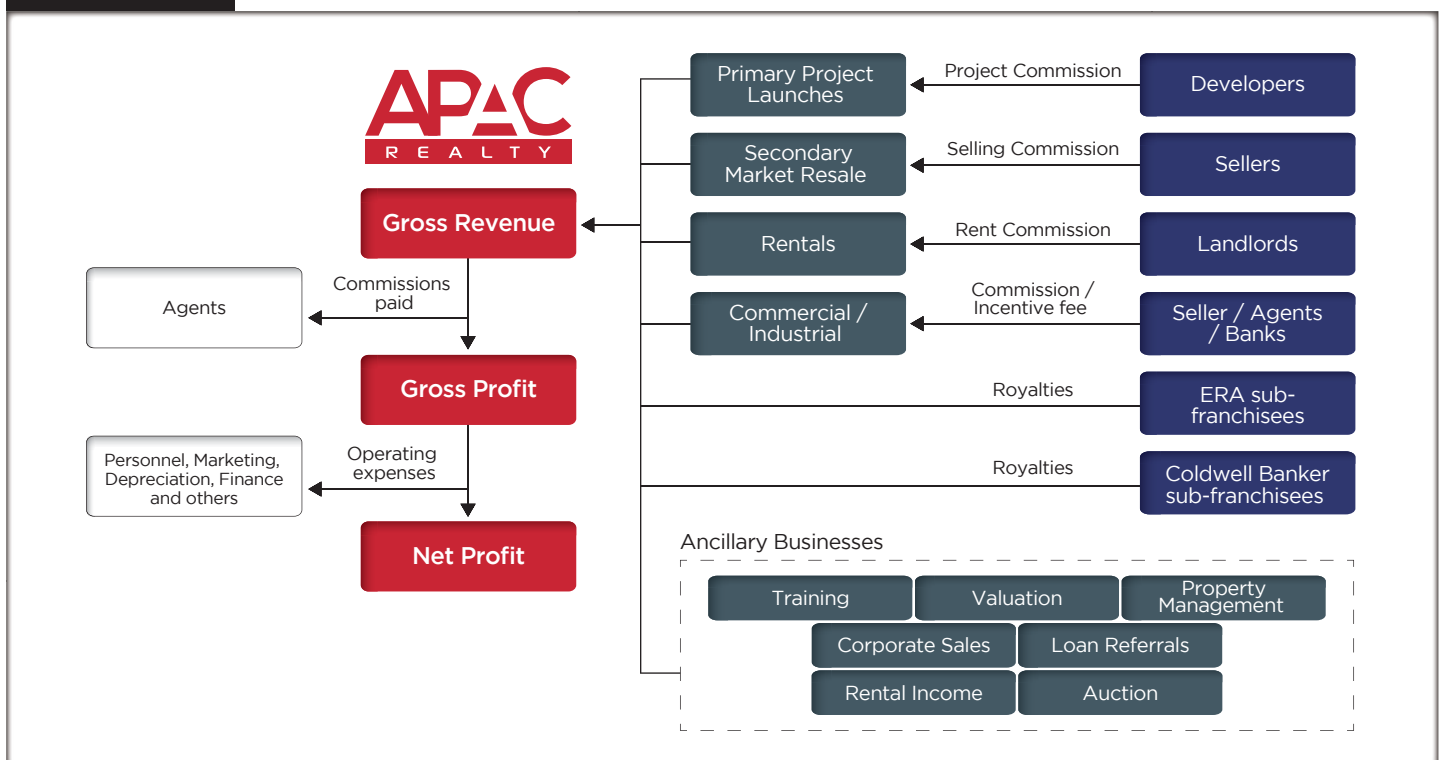 APAC
REALTY
Gross Revenue
Commissions
paid
Agents
Gross Profit
Operating
expenses
Personnel, Marketing,
Depreciation, Finance
and others
Net Profit
Primary Project
Launches
Project Commission
Developers
Secondary
Market Resale
Selling Commission
Sellers
Rentals
Rent Commission
Landlords
Commercial /
Industrial
Commission /
Incentive fee
Seller / Agents
/ Banks
Royalties
ERA sub-
franchisees
Royalties
Coldwell Banker
sub-franchisees
Ancillary Businesses
Training
Valuation
Property
Management
Corporate Sales
Loan Referrals
Rental Income
Auction